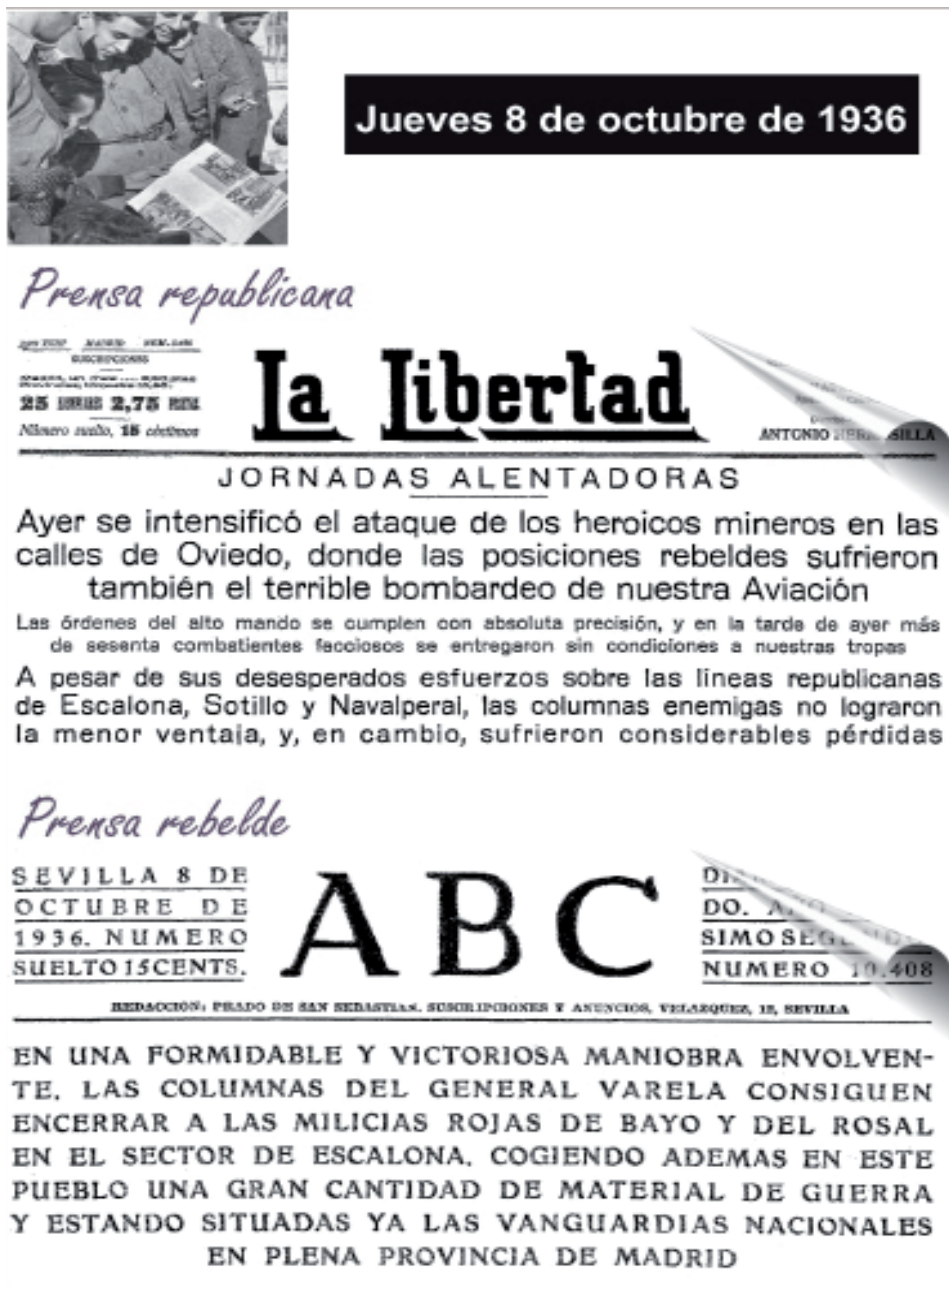 Jueves 8 de octubre de 1936
Prensa republicana
MADRID
SUSCRIPCIONES
25 2,75
Número suelto, 15 céntimos
La Libertad
ANTONIO
JORNADAS ALENTADORAS
Ayer se intensificó el ataque de los heroicos mineros en las
calles de Oviedo, donde las posiciones rebeldes sufrieron
también el terrible bombardeo de nuestra Aviación
Las órdenes del alto mando se cumplen con absoluta precisión, y en la tarde de ayer más
de sesenta combatientes facciosos se entregaron sin condiciones a nuestras tropas
A pesar de sus desesperados esfuerzos sobre las líneas republicanas
de Escalona, Sotillo y Navalperal, las columnas enemigas no lograron
la menor ventaja, y, en cambio, sufrieron considerables pérdidas
Prensa rebelde
SEVILLA 8 DE
OCTUBRE DE
1936. NUMERO
SUELTO 15 CENTS.
ABC
DO.
SIMO
NUMERO 10.408
REDACCION: PRADO DE SAN SEBASTIAN. SUSCRIPCIONES Y ANUNCIOS, VELAZQUEZ, 12, SEVILLA
EN UNA FORMIDABLE Y VICTORIOSA MANIOBRA ENVOLVEN-
TE, LAS COLUMNAS DEL GENERAL VARELA CONSIGUEN
ENCERRAR A LAS MILICIAS ROJAS DE BAYO Y DEL ROSAL
EN EL SECTOR DE ESCALONA, COGIENDO ADEMAS EN ESTE
PUEBLO UNA GRAN CANTIDAD DE MATERIAL DE GUERRA
Y ESTANDO SITUADAS YA LAS VANGUARDIAS NACIONALES
EN PLENA PROVINCIA DE MADRID